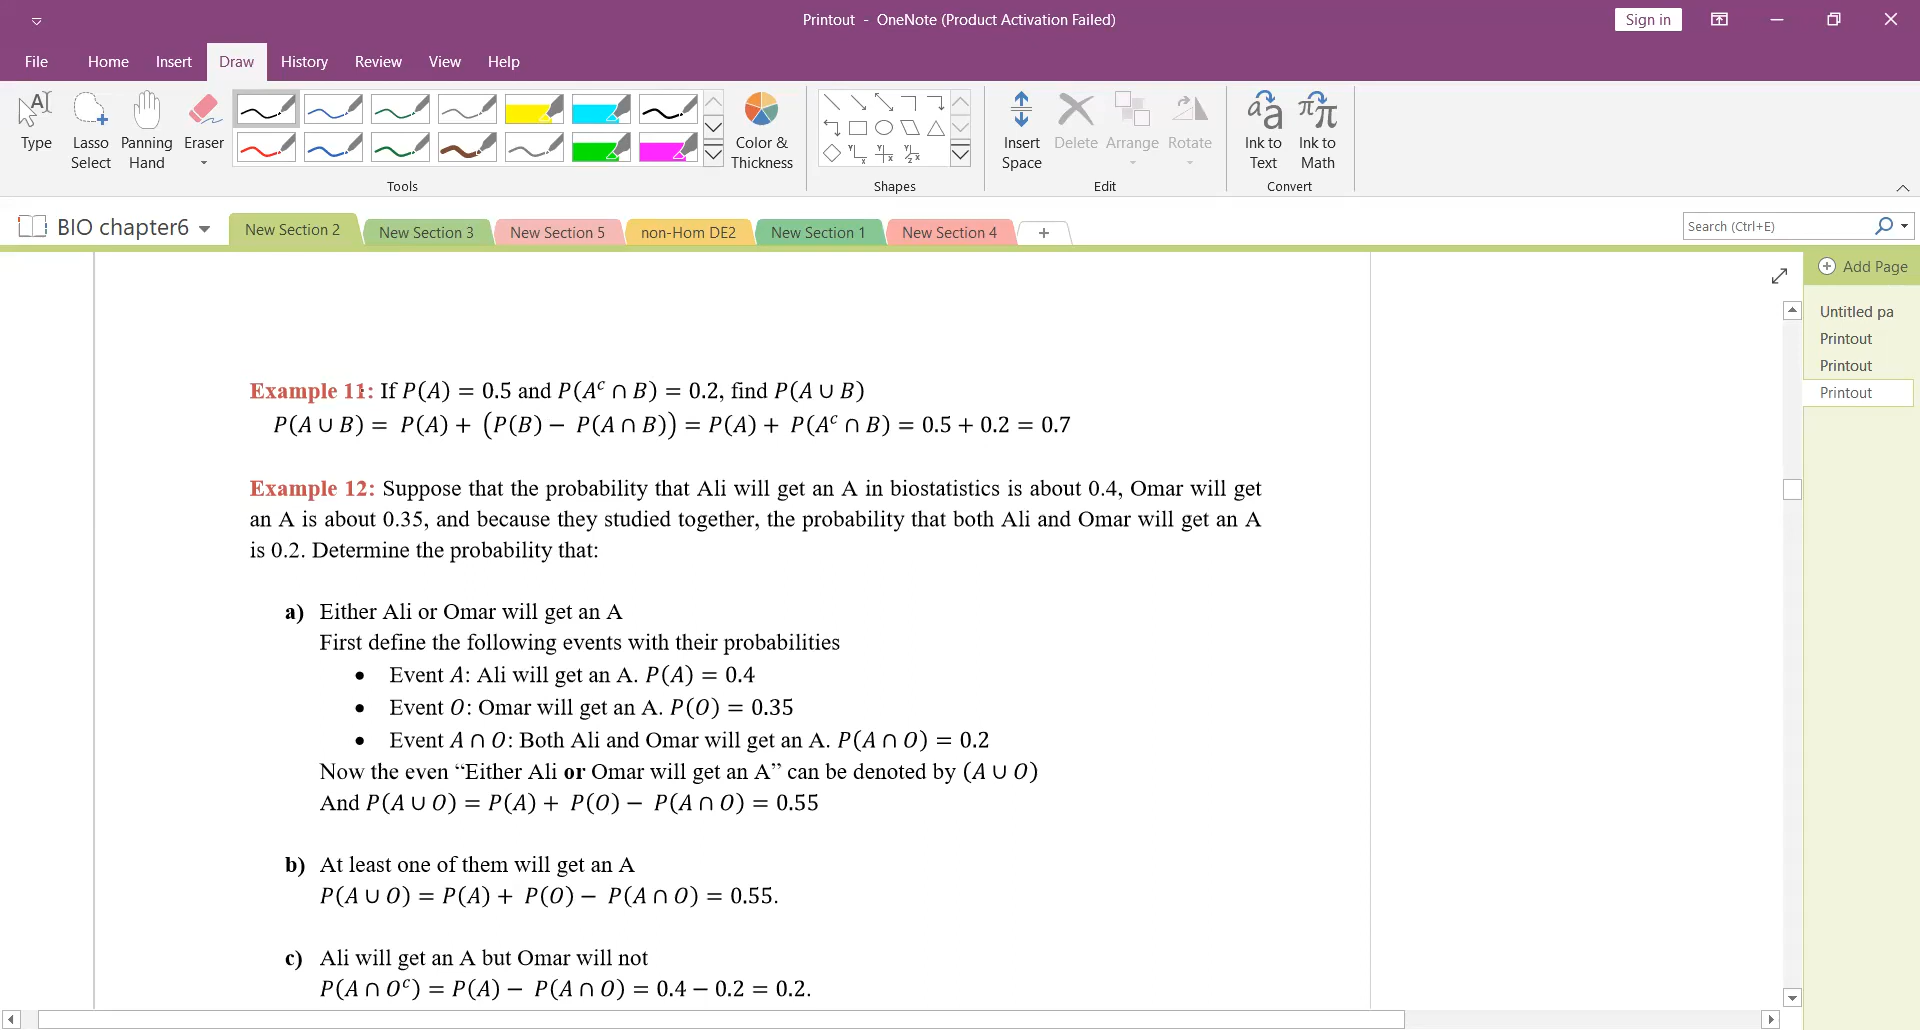 Printout - OneNote (Product Activation Failed)
Sign in
File Home Insert Draw History Review View Help
Type
Lasso Select
Panning Hand
Eraser
Color & Thickness
Insert Space
Delete
Arrange
Rotate
Ink to Text
Ink to Math
Tools
Shapes
Edit
Convert
BIO chapter6
New Section 2
New Section 3
New Section 5
non-Hom DE2
New Section 1
New Section 4
+
Search (Ctrl+E)
Add Page
Untitled pa
Printout
Printout
Printout
Example 11: If P(A) = 0.5 and P(Aᶜ ∩ B) = 0.2, find P(A ∪ B)
P(A ∪ B) = P(A) + (P(B) − P(A ∩ B)) = P(A) + P(Aᶜ ∩ B) = 0.5 + 0.2 = 0.7
Example 12: Suppose that the probability that Ali will get an A in biostatistics is about 0.4, Omar will get
an A is about 0.35, and because they studied together, the probability that both Ali and Omar will get an A
is 0.2. Determine the probability that:
a) Either Ali or Omar will get an A
First define the following events with their probabilities
• Event A: Ali will get an A. P(A) = 0.4
• Event O: Omar will get an A. P(O) = 0.35
• Event A ∩ O: Both Ali and Omar will get an A. P(A ∩ O) = 0.2
Now the even “Either Ali or Omar will get an A” can be denoted by (A ∪ O)
And P(A ∪ O) = P(A) + P(O) − P(A ∩ O) = 0.55
b) At least one of them will get an A
P(A ∪ O) = P(A) + P(O) − P(A ∩ O) = 0.55.
c) Ali will get an A but Omar will not
P(A ∩ Oᶜ) = P(A) − P(A ∩ O) = 0.4 − 0.2 = 0.2.